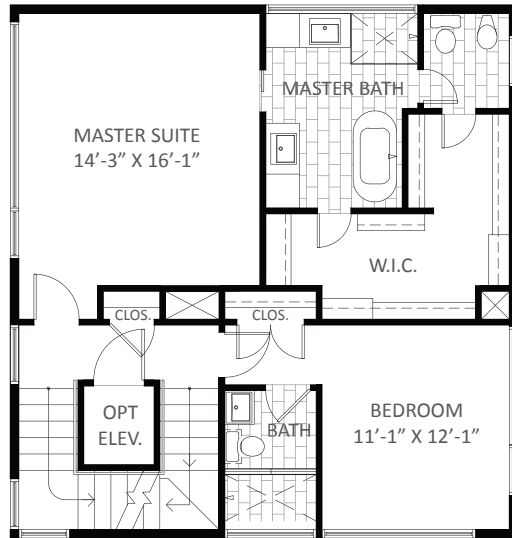 MASTER BATH
MASTER SUITE
14’-3” X 16’-1”
W.I.C.
CLOS.
CLOS.
OPT
ELEV.
BATH
BEDROOM
11’-1” X 12’-1”